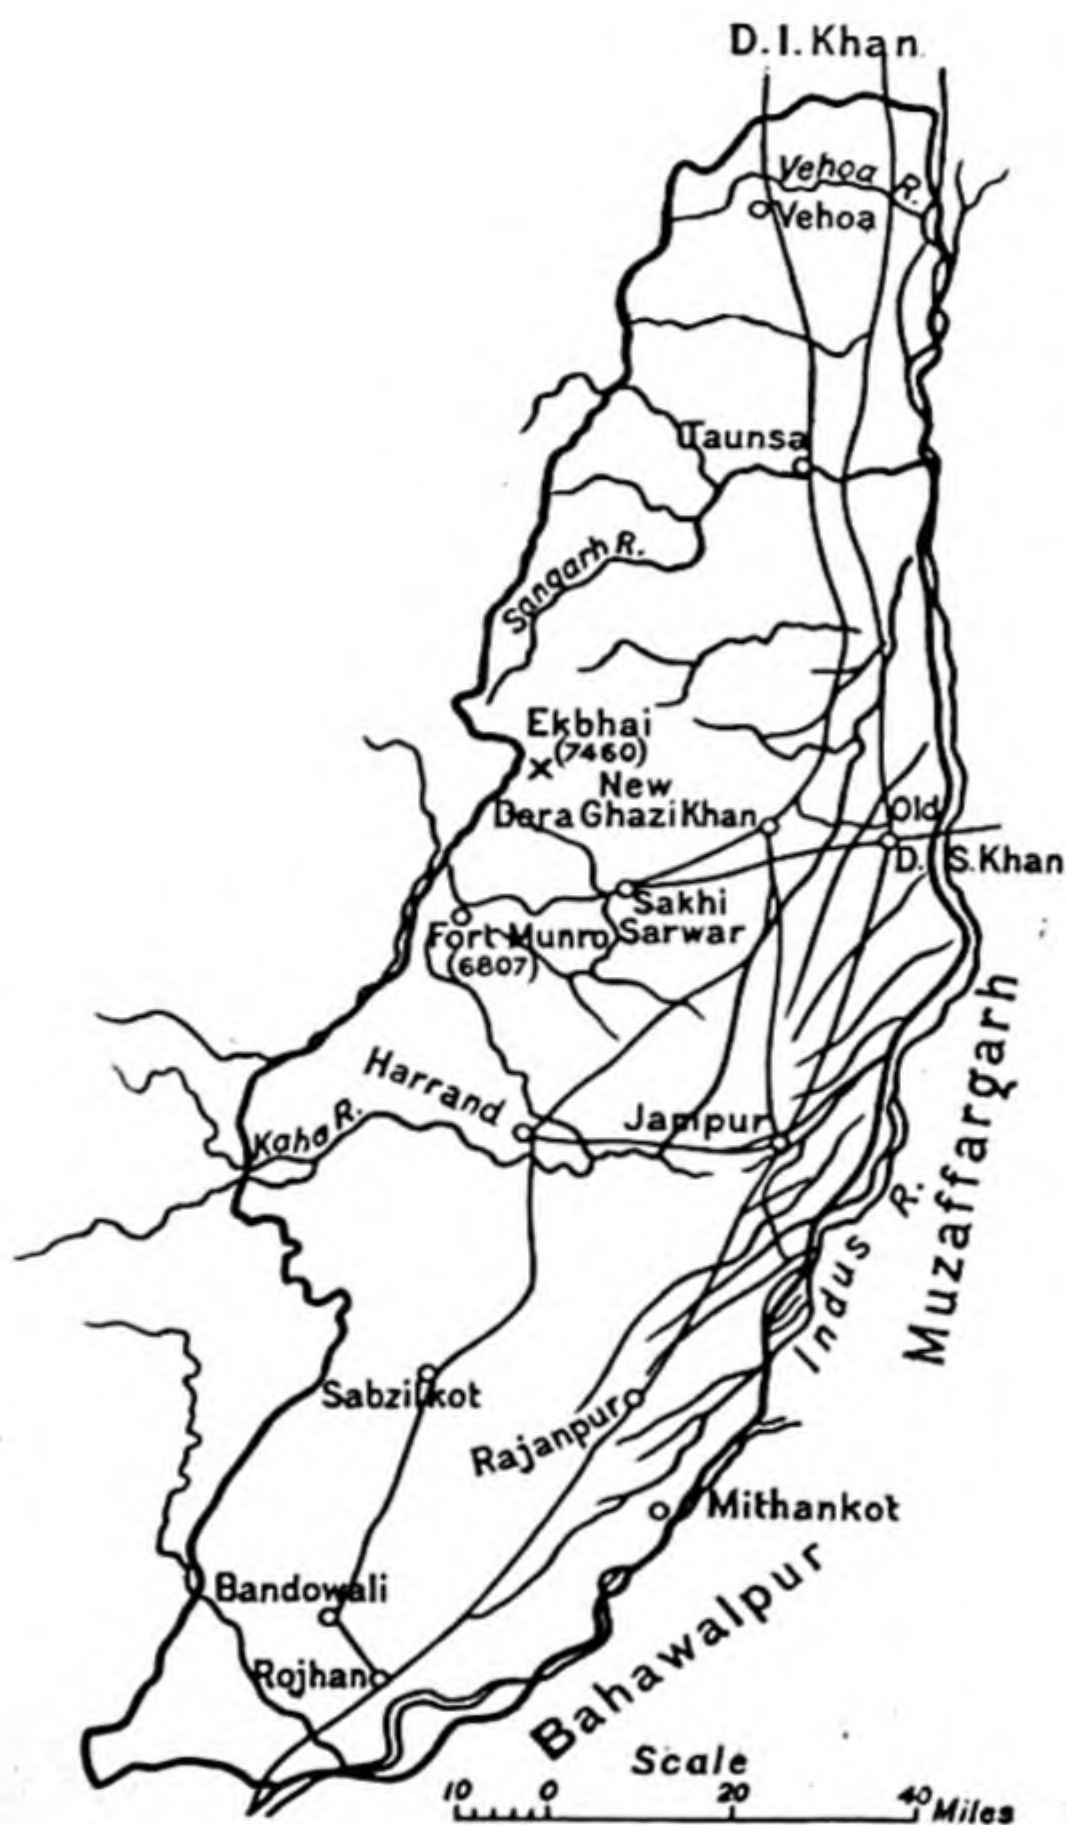 D.I.Khan
Vehoa R.
Vehoa
Taunsa
Sangarh R.
Ekbhai
(7460)
New
Dera Ghazi Khan
Old
D. S. Khan
Sakhi
Sarwar
Fort Munro
(6807)
Harrand
Jampur
Kaha R.
Muzaffargarh
Indus R.
Sabzilkot
Rajanpur
Mithankot
Bandowali
Rojhan
Bahawalpur
Scale
10 0 20 40 Miles